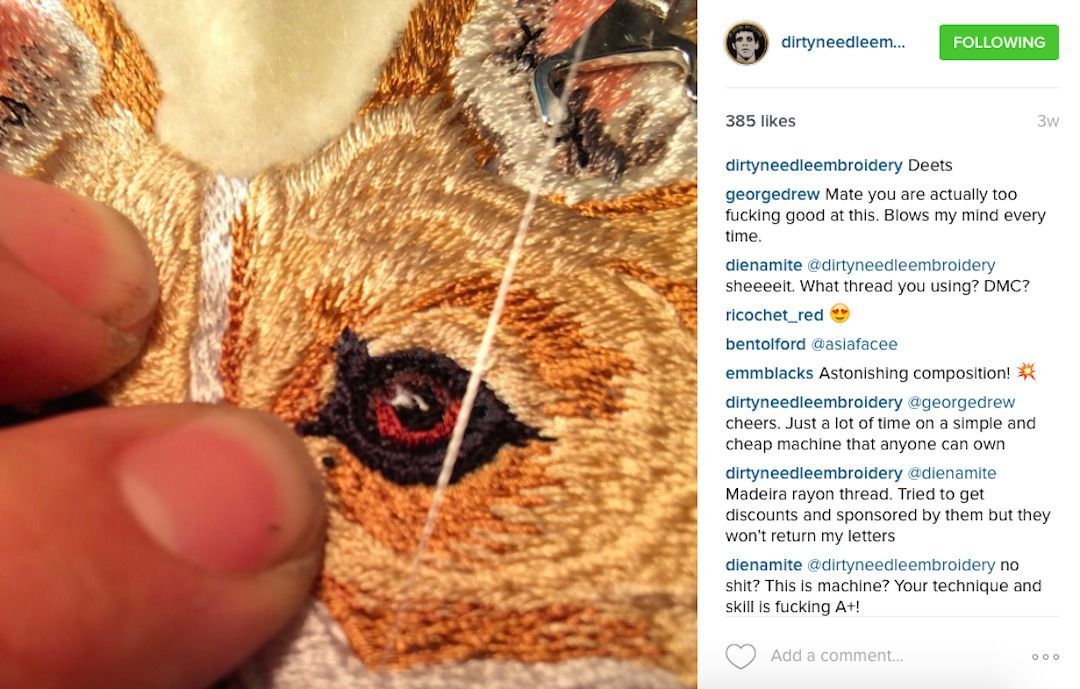 dirtyneedleem...
FOLLOWING
385 likes
3w
dirtyneedleembroidery Deets
georgedrew Mate you are actually too
fucking good at this. Blows my mind every
time.
dienamite @dirtyneedleembroidery
sheeeeit. What thread you using? DMC?
ricochet_red 😍
bentolford @asiafacee
emmblacks Astonishing composition! 💥
dirtyneedleembroidery @georgedrew
cheers. Just a lot of time on a simple and
cheap machine that anyone can own
dirtyneedleembroidery @dienamite
Madeira rayon thread. Tried to get
discounts and sponsored by them but they
won't return my letters
dienamite @dirtyneedleembroidery no
shit? This is machine? Your technique and
skill is fucking A+!
Add a comment...